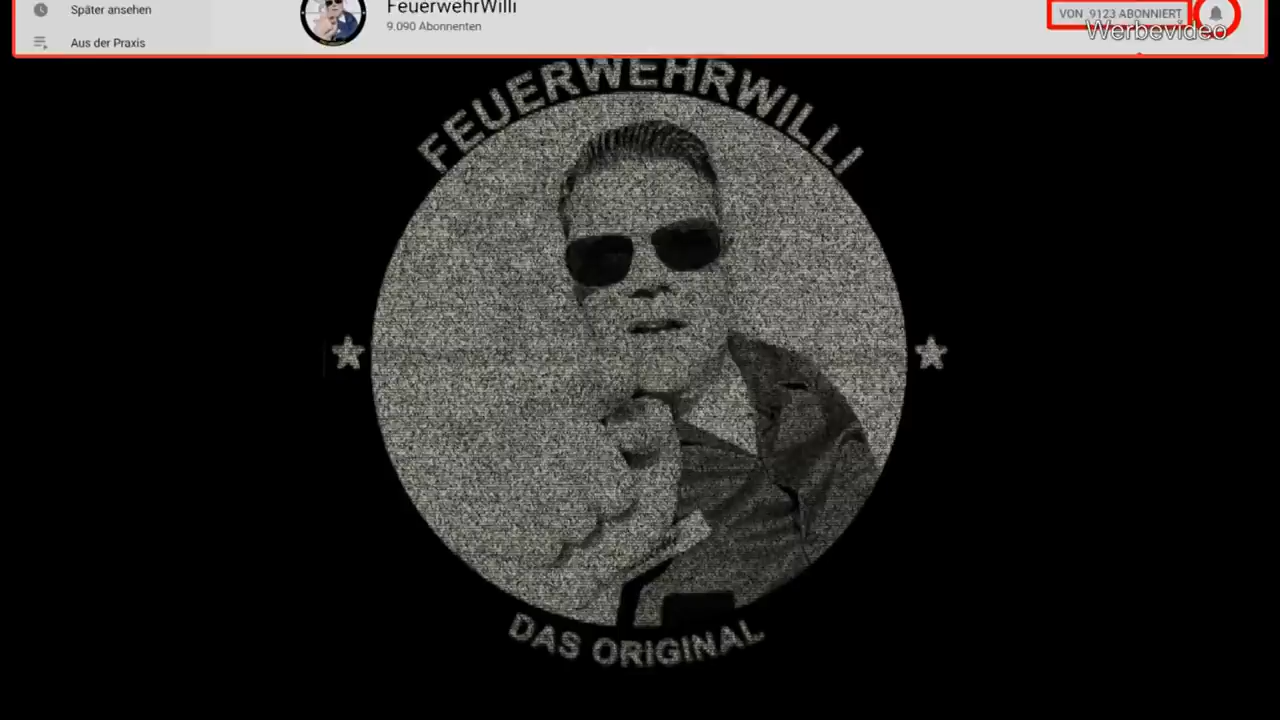 Später ansehen
FeuerwehrWilli
VON 9123 ABONNIERT
9.090 Abonnenten
Werbevideo
Aus der Praxis
FEUERWEHRWILLI
DAS ORIGINAL